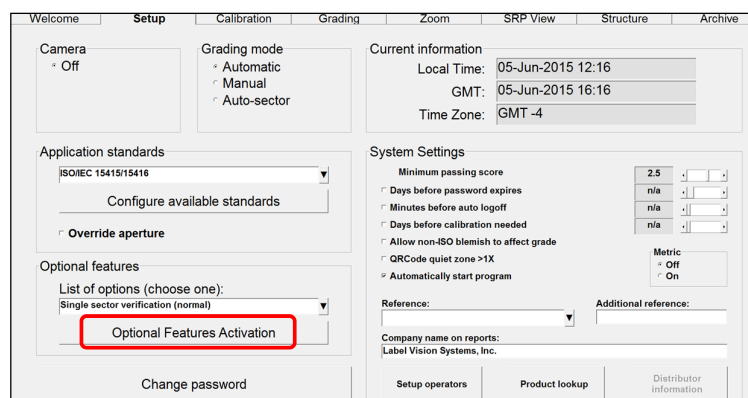 Welcome Setup Calibration Grading Zoom SRP View Structure Archive
Camera
Off
Grading mode
Automatic
Manual
Auto-sector
Current information
Local Time: 05-Jun-2015 12:16
GMT: 05-Jun-2015 16:16
Time Zone: GMT -4
Application standards
ISO/IEC 15415/15416
Configure available standards
Override aperture
Optional features
List of options (choose one):
Single sector verification (normal)
Optional Features Activation
Change password
System Settings
Minimum passing score 2.5
Days before password expires n/a
Minutes before auto logoff n/a
Days before calibration needed n/a
Allow non-ISO blemish to affect grade
QRCode quiet zone >1X
Automatically start program
Metric
Off
On
Reference: Additional reference:
Company name on reports:
Label Vision Systems, Inc.
Setup operators Product lookup Distributor information